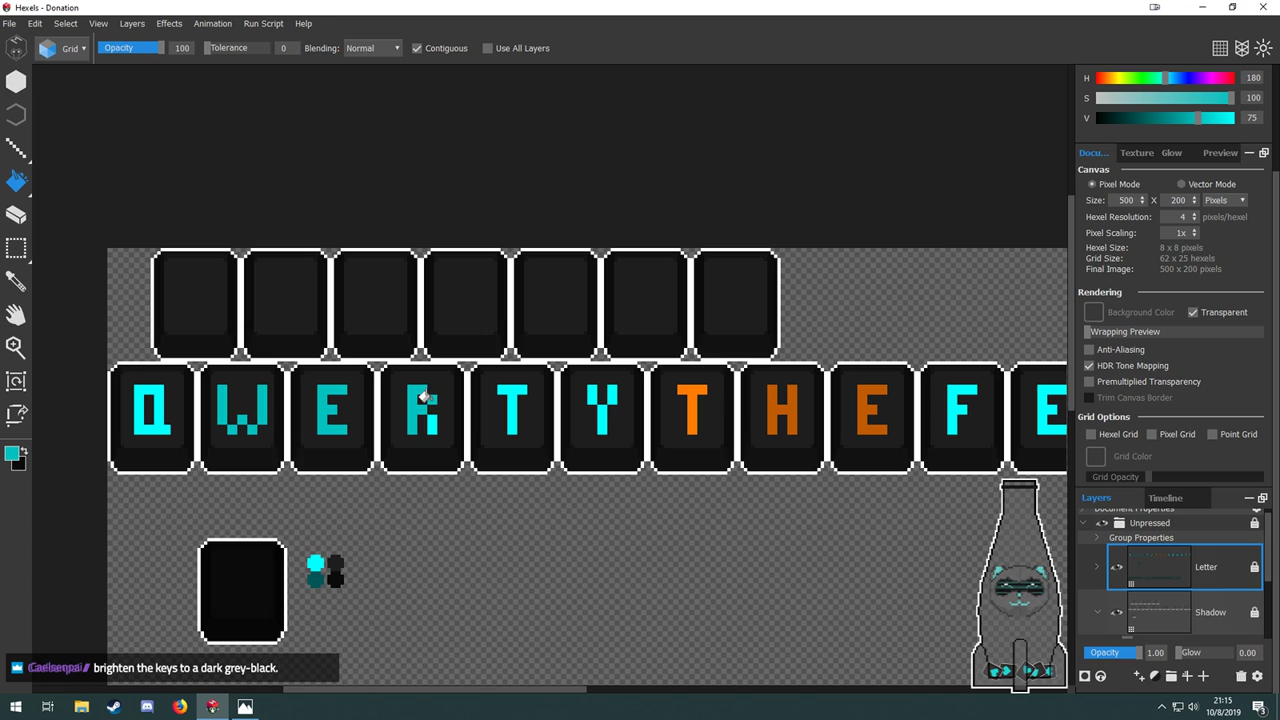 Hexels - Donation
File Edit Select View Layers Effects Animation Run Script Help
Grid Opacity 100 Tolerance 0 Blending: Normal Contiguous Use All Layers
H 180
S 100
V 75
Docu... Texture Glow Preview
Canvas
Pixel Mode Vector Mode
Size: 500 X 200 Pixels
Hexel Resolution: 4 pixels/hexel
Pixel Scaling: 1x
Hexel Size: 8 x 8 pixels
Grid Size: 62 x 25 hexels
Final Image: 500 x 200 pixels
Rendering
Background Color Transparent
Wrapping Preview
Anti-Aliasing
HDR Tone Mapping
Premultiplied Transparency
Trim Canvas Border
Grid Options
Hexel Grid Pixel Grid Point Grid
Grid Color
Grid Opacity
Q W E R T Y T H E F E
Layers Timeline
Document Properties
Unpressed
Group Properties
Letter
Shadow
Opacity 1.00 Glow 0.00
Caelsenpai brighten the keys to a dark grey-black.
21:15
10/8/2019
3